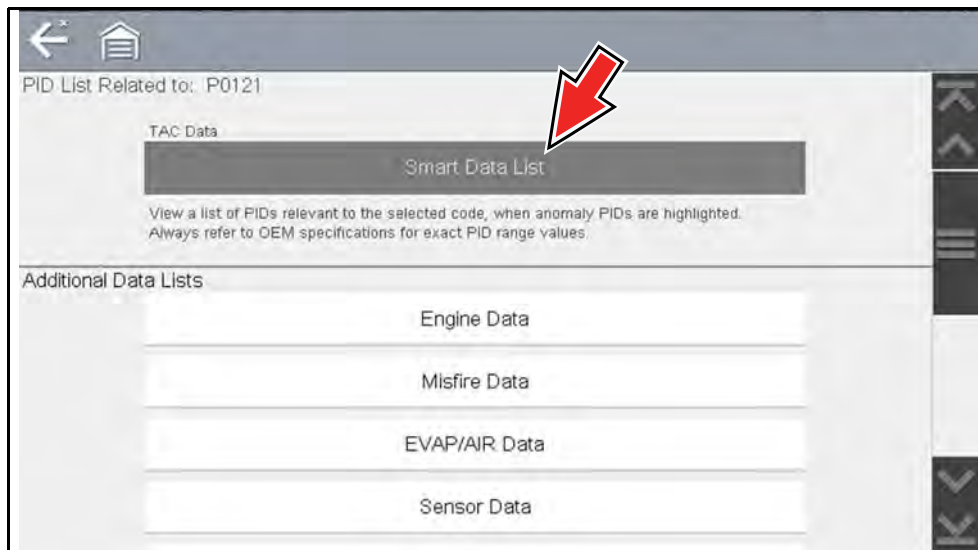 PID List Related to: P0121
TAC Data
Smart Data List
View a list of PIDs relevant to the selected code, when anomaly PIDs are highlighted.
Always refer to OEM specifications for exact PID range values.
Additional Data Lists
Engine Data
Misfire Data
EVAP/AIR Data
Sensor Data